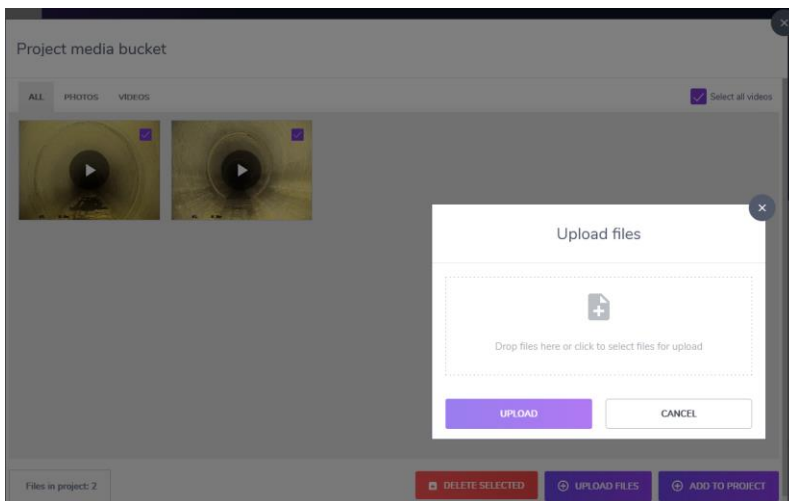 Project media bucket
ALL PHOTOS VIDEOS
Select all videos
Upload files
Drop files here or click to select files for upload
UPLOAD CANCEL
Files in project: 2
DELETE SELECTED UPLOAD FILES ADD TO PROJECT